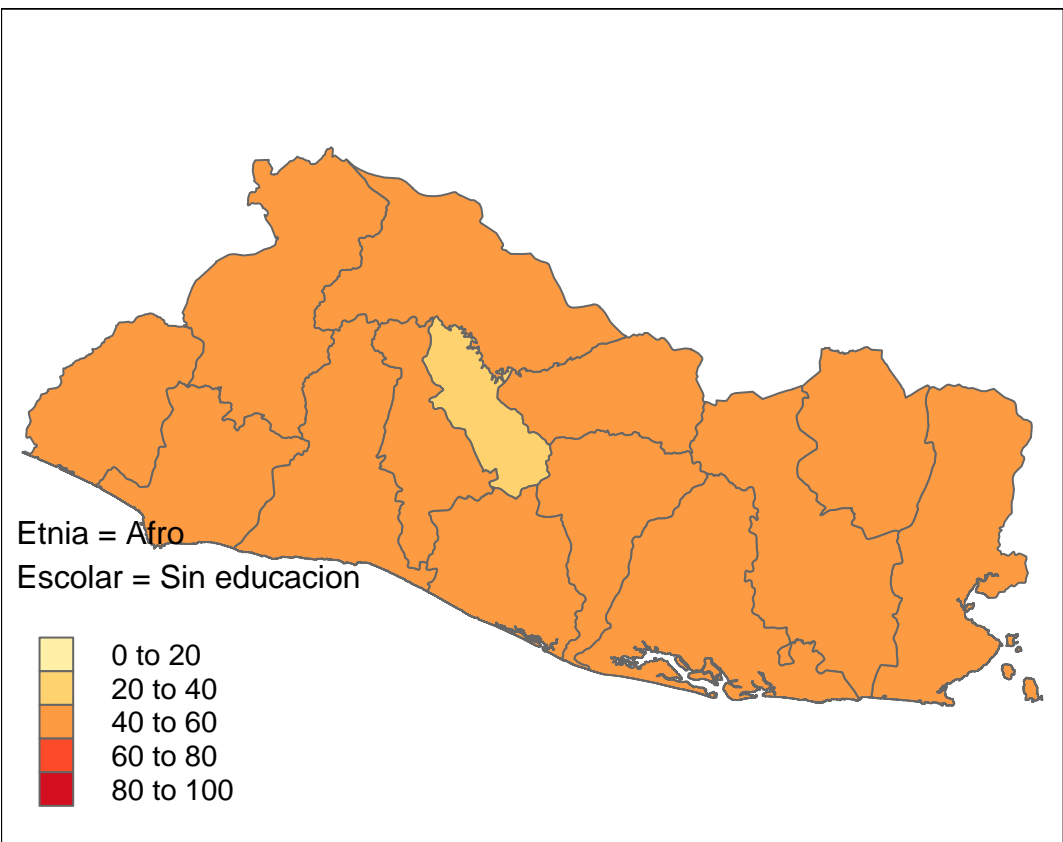 Etnia = Afro
Escolar = Sin educacion
0 to 20
20 to 40
40 to 60
60 to 80
80 to 100